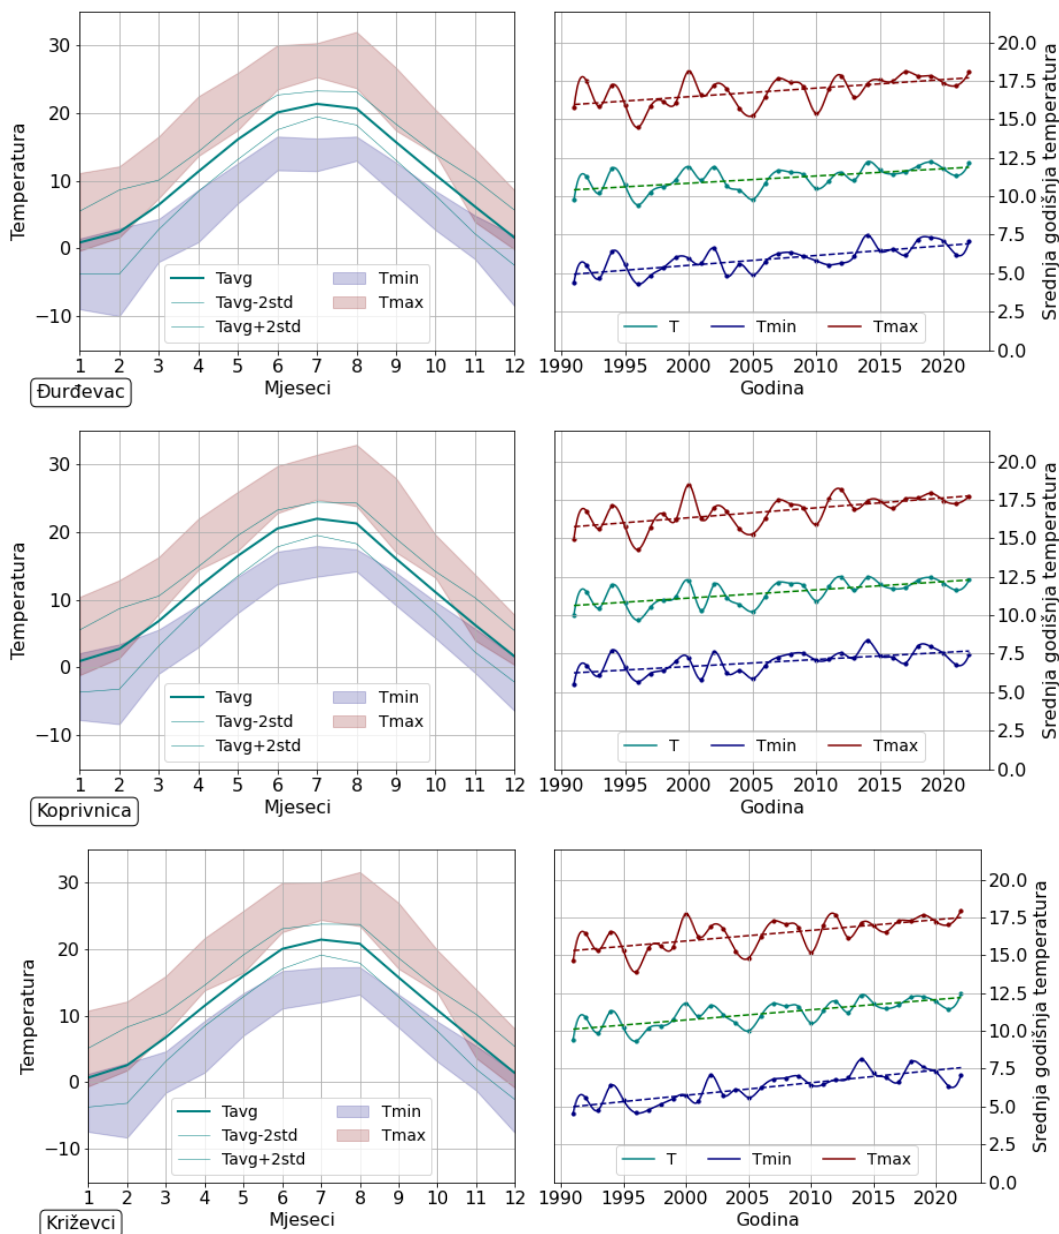 30
20
10
0
−10
Temperatura
Tavg
Tavg-2std
Tavg+2std
Tmin
Tmax
1 2 3 4 5 6 7 8 9 10 11 12
Mjeseci
Đurđevac
20.0
17.5
15.0
12.5
10.0
7.5
5.0
2.5
0.0
Srednja godišnja temperatura
T Tmin Tmax
1990 1995 2000 2005 2010 2015 2020
Godina
30
20
10
0
−10
Temperatura
Tavg
Tavg-2std
Tavg+2std
Tmin
Tmax
1 2 3 4 5 6 7 8 9 10 11 12
Mjeseci
Koprivnica
20.0
17.5
15.0
12.5
10.0
7.5
5.0
2.5
0.0
Srednja godišnja temperatura
T Tmin Tmax
1990 1995 2000 2005 2010 2015 2020
Godina
30
20
10
0
−10
Temperatura
Tavg
Tavg-2std
Tavg+2std
Tmin
Tmax
1 2 3 4 5 6 7 8 9 10 11 12
Mjeseci
Križevci
20.0
17.5
15.0
12.5
10.0
7.5
5.0
2.5
0.0
Srednja godišnja temperatura
T Tmin Tmax
1990 1995 2000 2005 2010 2015 2020
Godina